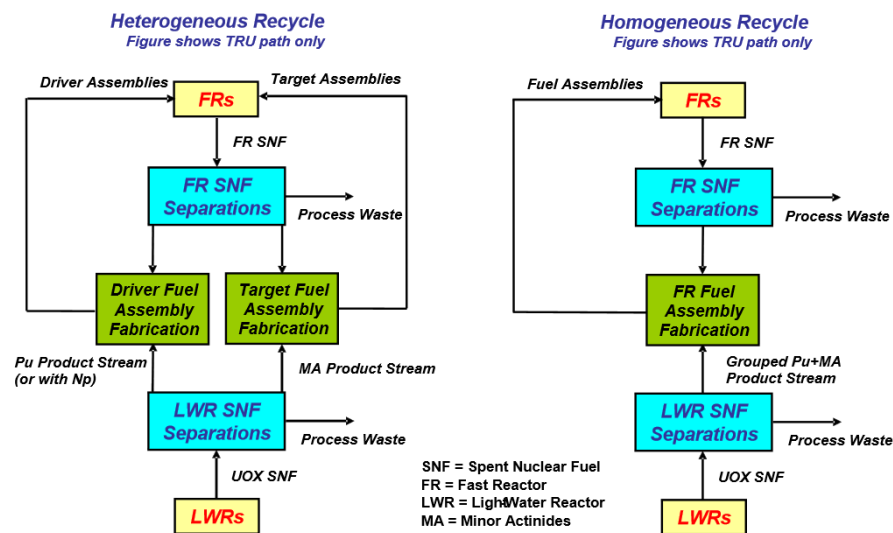 Heterogeneous Recycle
Figure shows TRU path only
Driver Assemblies
Target Assemblies
FRs
FR SNF
FR SNF
Separations
Process Waste
Driver Fuel
Assembly
Fabrication
Target Fuel
Assembly
Fabrication
Pu Product Stream
(or with Np)
MA Product Stream
LWR SNF
Separations
Process Waste
UOX SNF
LWRs
Homogeneous Recycle
Figure shows TRU path only
Fuel Assemblies
FRs
FR SNF
FR SNF
Separations
Process Waste
FR Fuel
Assembly
Fabrication
Grouped Pu+MA
Product Stream
LWR SNF
Separations
Process Waste
UOX SNF
LWRs
SNF = Spent Nuclear Fuel
FR = Fast Reactor
LWR = Light-Water Reactor
MA = Minor Actinides